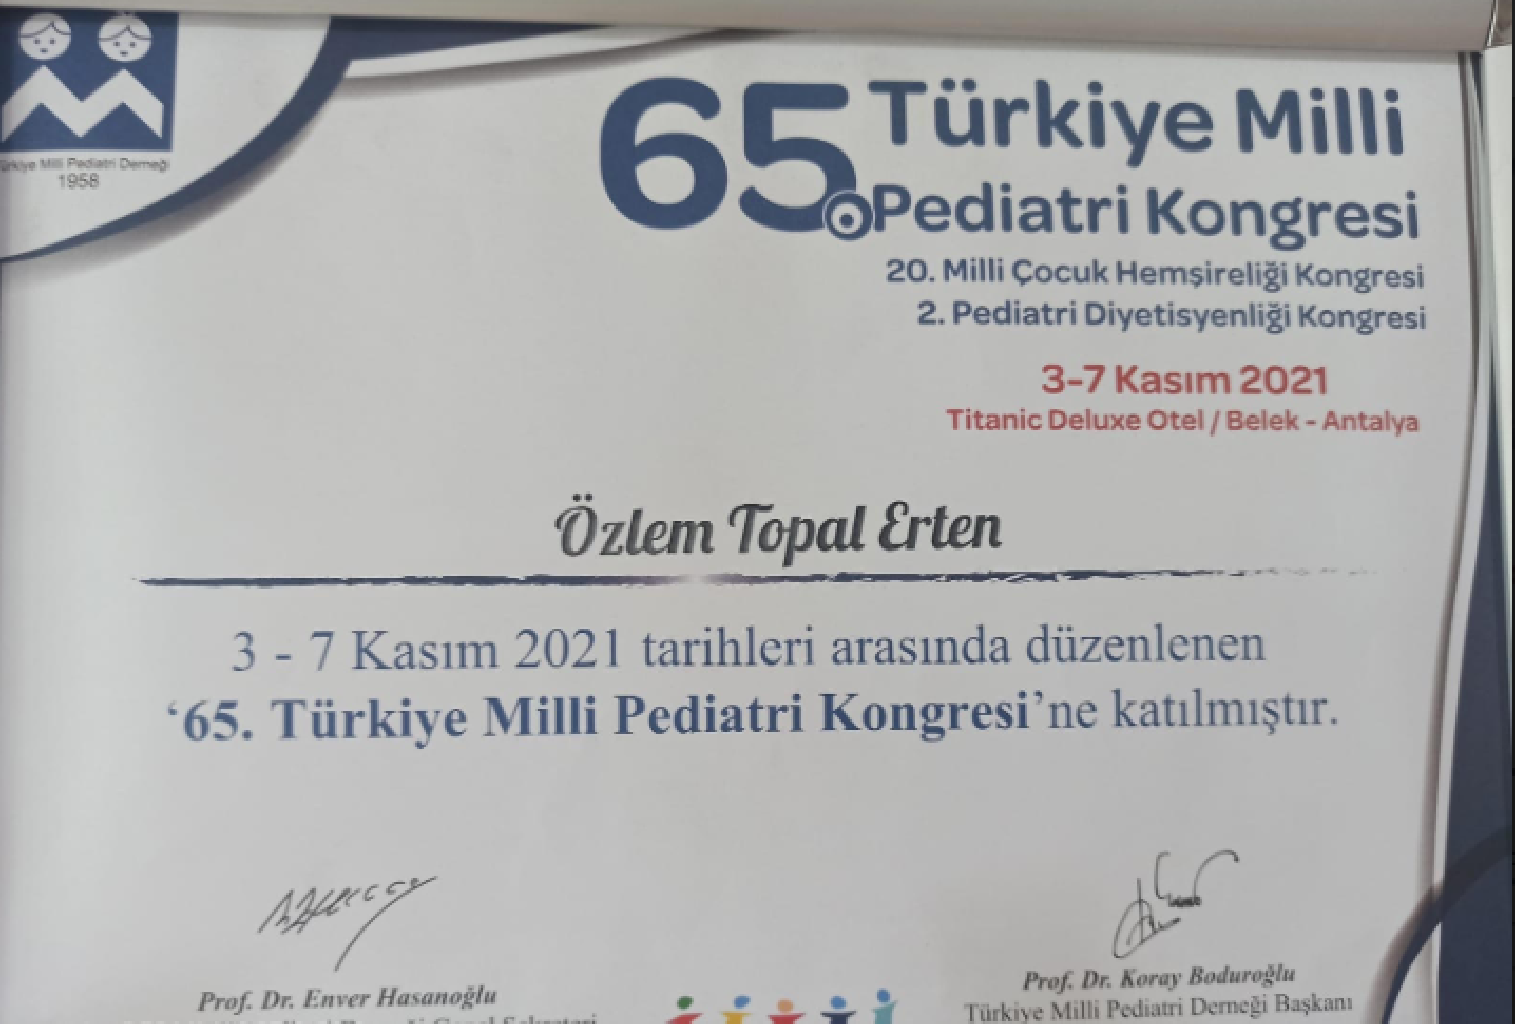 Türkiye Milli Pediatri Derneği
1958
65. Türkiye Milli
Pediatri Kongresi
20. Milli Çocuk Hemşireliği Kongresi
2. Pediatri Diyetisyenliği Kongresi
3-7 Kasım 2021
Titanic Deluxe Otel / Belek - Antalya
Özlem Topal Erten
3 - 7 Kasım 2021 tarihleri arasında düzenlenen
‘65. Türkiye Milli Pediatri Kongresi’ne katılmıştır.
Prof. Dr. Enver Hasanoğlu
Prof. Dr. Koray Boduroğlu
Türkiye Milli Pediatri Derneği Başkanı